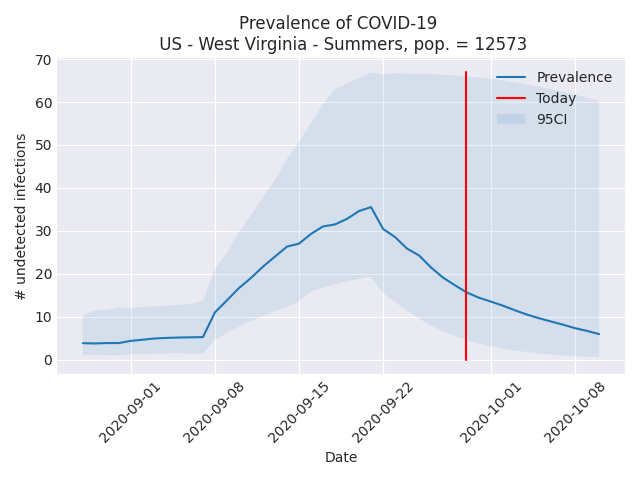 Prevalence of COVID-19
US - West Virginia - Summers, pop. = 12573
70
60
50
40
30
20
10
0
# undetected infections
Prevalence
Today
95CI
2020-09-01
2020-09-08
2020-09-15
2020-09-22
2020-10-01
2020-10-08
Date